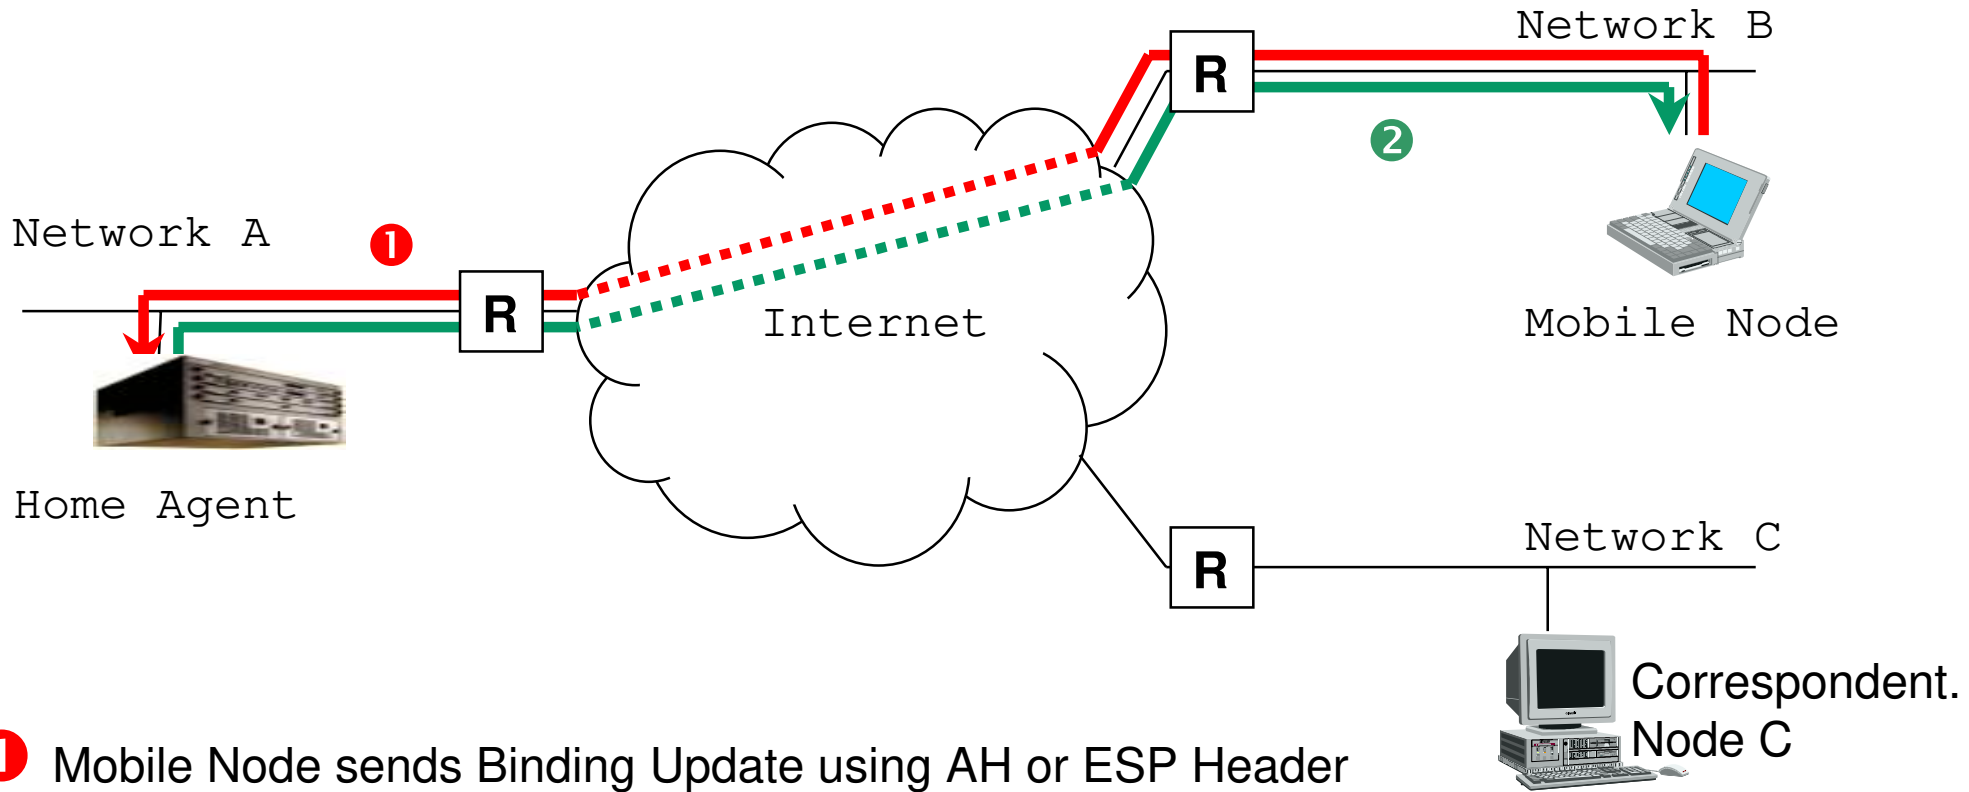 Network B
R
2
Network A
1
R
Internet
Mobile Node
Home Agent
Network C
R
Correspondent.
Node C
1 Mobile Node sends Binding Update using AH or ESP Header